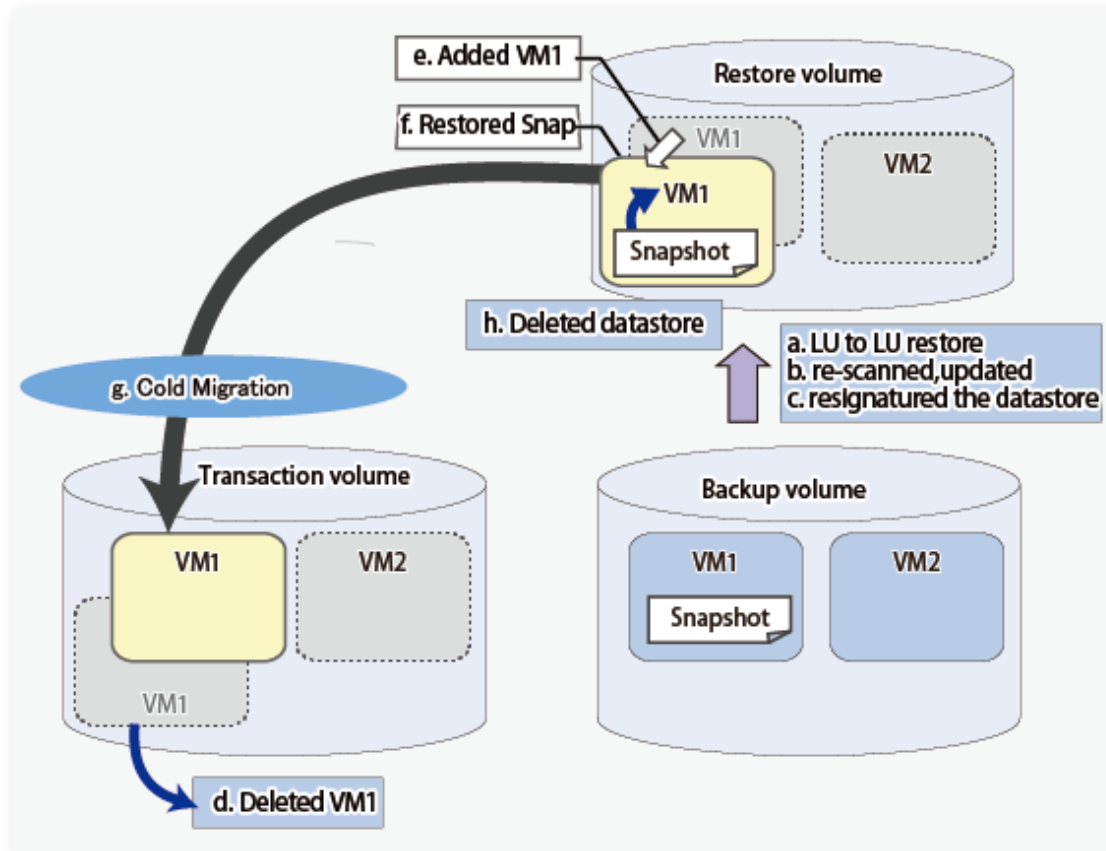 e. Added VM1
Restore volume
f. Restored Snap
VM1
VM2
VM1
Snapshot
h. Deleted datastore
a. LU to LU restore
b. re-scanned,updated
c. resignatured the datastore
g. Cold Migration
Transaction volume
Backup volume
VM1
VM2
VM1
VM2
Snapshot
VM1
d. Deleted VM1